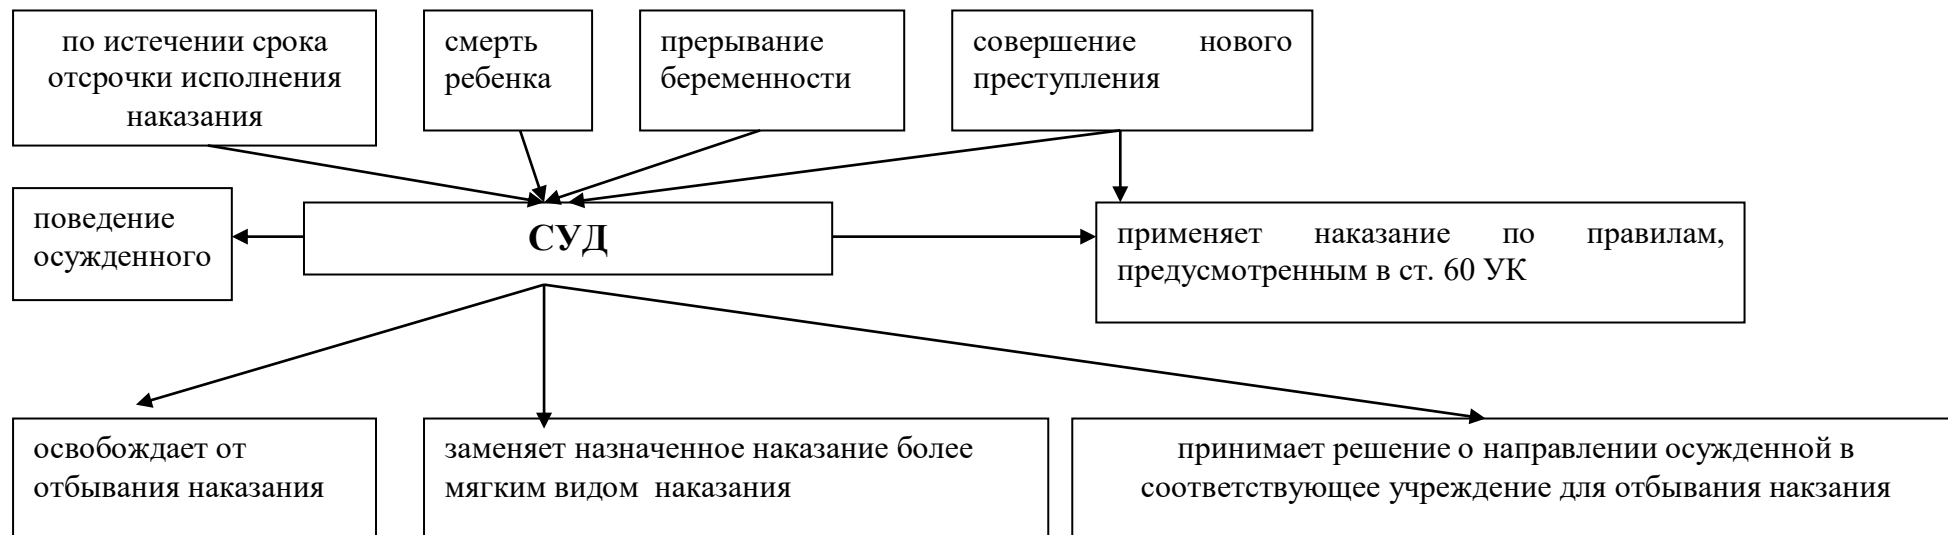 по истечении срока
отсрочки исполнения
наказания
смерть
ребенка
прерывание
беременности
совершение нового
преступления
поведение
осужденного
СУД
применяет наказание по правилам,
предусмотренным в ст. 60 УК
освобождает от
отбывания наказания
заменяет назначенное наказание более
мягким видом наказания
принимает решение о направлении осужденной в
соответствующее учреждение для отбывания накзания